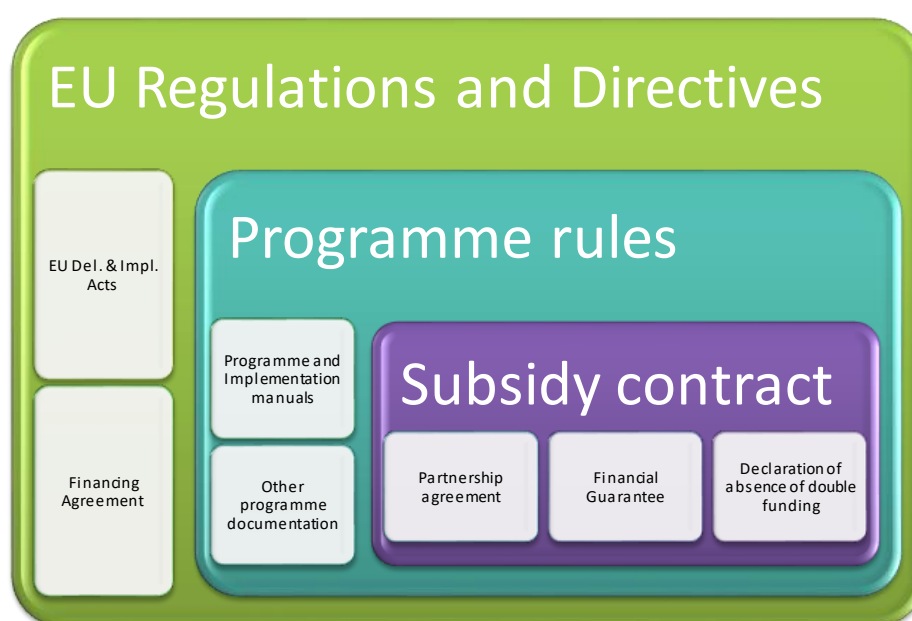 EU Regulations and Directives
EU Del. & Impl.
Acts
Financing
Agreement
Programme rules
Programme and
Implementation
manuals
Other
programme
documentation
Subsidy contract
Partnership
agreement
Financial
Guarantee
Declaration of
absence of double
funding